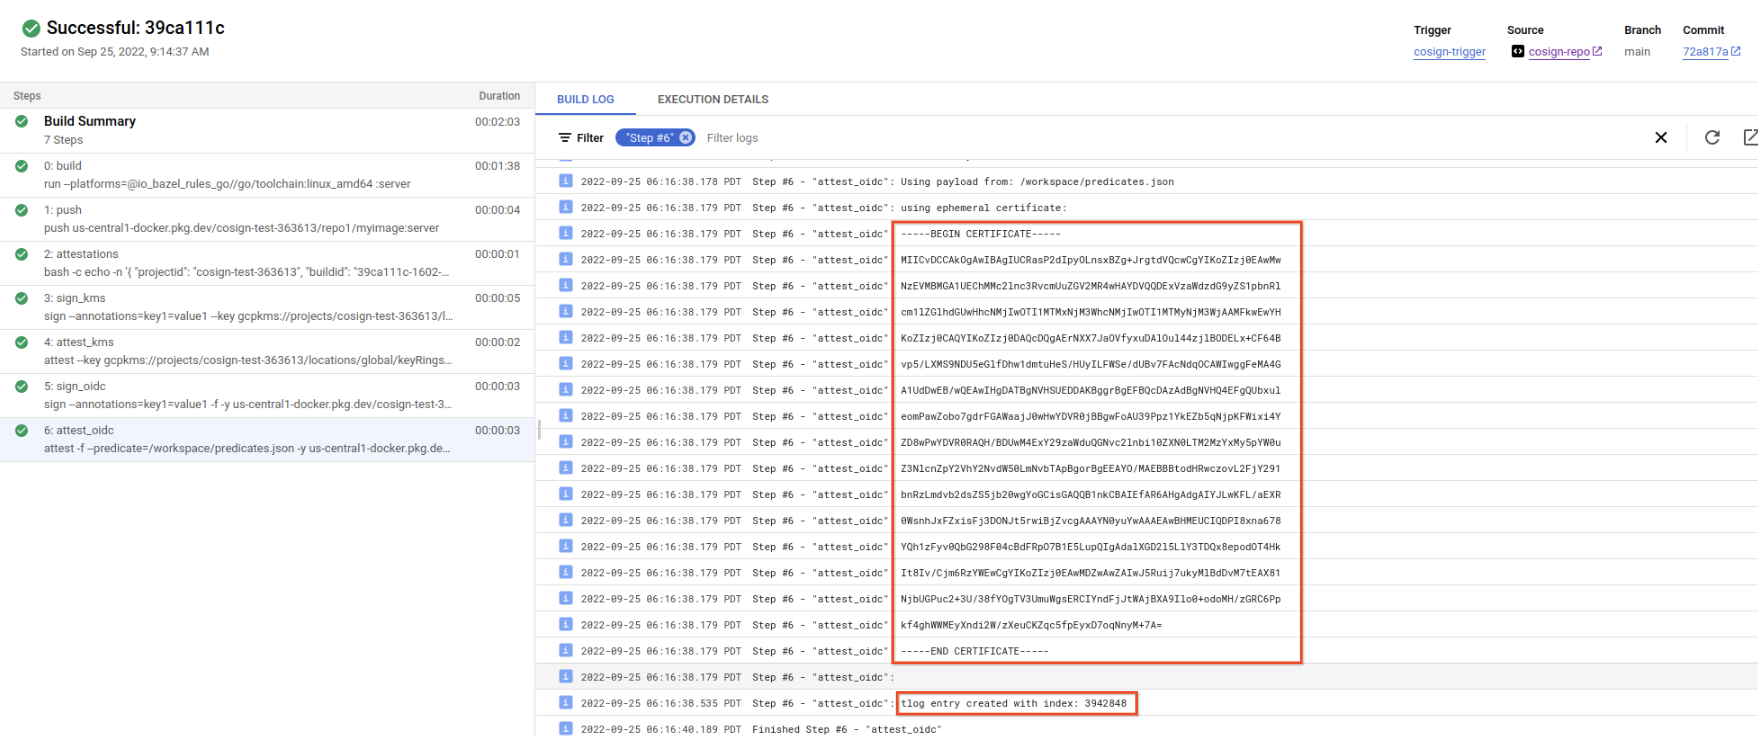 Successful: 39ca111c
Started on Sep 25, 2022, 9:14:37 AM
Trigger Source Branch Commit
cosign-trigger cosign-repo main 72a817a
Steps Duration
Build Summary 00:02:03
7 Steps
0: build 00:01:38
run --platforms=@io_bazel_rules_go//go/toolchain:linux_amd64 :server
1: push 00:00:04
push us-central1-docker.pkg.dev/cosign-test-363613/repo1/myimage:server
2: attestations 00:00:01
bash -c echo -n '{ "projectid": "cosign-test-363613", "buildid": "39ca111c-1602-...
3: sign_kms 00:00:05
sign --annotations=key1=value1 --key gcpkms://projects/cosign-test-363613/l...
4: attest_kms 00:00:02
attest --key gcpkms://projects/cosign-test-363613/locations/global/keyRings...
5: sign_oidc 00:00:03
sign --annotations=key1=value1 -f -y us-central1-docker.pkg.dev/cosign-test-3...
6: attest_oidc 00:00:03
attest -f --predicate=/workspace/predicates.json -y us-central1-docker.pkg.de...
BUILD LOG EXECUTION DETAILS
Filter "Step #6" Filter logs
2022-09-25 06:16:38.178 PDT Step #6 - "attest_oidc": Using payload from: /workspace/predicates.json
2022-09-25 06:16:38.179 PDT Step #6 - "attest_oidc": using ephemeral certificate:
2022-09-25 06:16:38.179 PDT Step #6 - "attest_oidc" -----BEGIN CERTIFICATE-----
2022-09-25 06:16:38.179 PDT Step #6 - "attest_oidc" MIICvDCCAkOgAwIBAgIUCRasP2dIpyOLnsxBZg+JrgtdVQcwCgYIKoZIzj0EAwMw
2022-09-25 06:16:38.179 PDT Step #6 - "attest_oidc" NzEVMBMGA1UEChMMc2lnc3RvcmUuZGV2MR4wHAYDVQQDExVzaWdzdG9yZS1pbnRl
2022-09-25 06:16:38.179 PDT Step #6 - "attest_oidc" cm1lZGlhdGUwHhcNMjIwOTI1MTMxNjM3WhcNMjIwOTI1MTMyNjM3WjAAMFkwEwYH
2022-09-25 06:16:38.179 PDT Step #6 - "attest_oidc" KoZIzj0CAQYIKoZIzj0DAQcDQgAErNXX7JaOVfyxuDAlOul44zjlBODELx+CF64B
2022-09-25 06:16:38.179 PDT Step #6 - "attest_oidc" vp5/LXMS9NDU5eGlfDhw1dmtuHeS/HUyILFWSe/dUBv7FAcNdqOCAWIwggFeMA4G
2022-09-25 06:16:38.179 PDT Step #6 - "attest_oidc" A1UdDwEB/wQEAwIHgDATBgNVHSUEDDAKBggrBgEFBQcDAzAdBgNVHQ4EFgQUbxul
2022-09-25 06:16:38.179 PDT Step #6 - "attest_oidc" eomPawZobo7gdrFGAWaajJ0wHwYDVR0jBBgwFoAU39Ppz1YkEZb5qNjpKFWixi4Y
2022-09-25 06:16:38.179 PDT Step #6 - "attest_oidc" ZD8wPwYDVR0RAQH/BDUwM4ExY29zaWduQGNvc2lnbi10ZXN0LTM2MzYxMy5pYW0u
2022-09-25 06:16:38.179 PDT Step #6 - "attest_oidc" Z3NlcnZpY2VhY2NvdW50LmNvbTApBgorBgEEAYO/MAEBBBtodHRwczovL2FjY291
2022-09-25 06:16:38.179 PDT Step #6 - "attest_oidc" bnRzLmdvb2dsZS5jb20wgYoGCisGAQQB1nkCBAIEfAR6AHgAdgAIYJLwKFL/aEXR
2022-09-25 06:16:38.179 PDT Step #6 - "attest_oidc" 0WsnhJxFZxisFj3DONJt5rwiBjZvcgAAAYN0yuYwAAAEAwBHMEUCIQDPI8xna678
2022-09-25 06:16:38.179 PDT Step #6 - "attest_oidc" YQh1zFyv0QbG298F04cBdFRpO7B1E5LupQIgAdalXGD2l5LlY3TDQx8epodOT4Hk
2022-09-25 06:16:38.179 PDT Step #6 - "attest_oidc" It8Iv/Cjm6RzYWEwCgYIKoZIzj0EAwMDZwAwZAIwJ5Ruij7ukyMlBdDvM7tEAX81
2022-09-25 06:16:38.179 PDT Step #6 - "attest_oidc" NjbUGPuc2+3U/38fYOgTV3UmuWgsERCIYndFjJtWAjBXA9Ilo0+odoMH/zGRC6Pp
2022-09-25 06:16:38.179 PDT Step #6 - "attest_oidc" kf4ghWWMEyXndi2W/zXeuCKZqc5fpEyxD7oqNnyM+7A=
2022-09-25 06:16:38.179 PDT Step #6 - "attest_oidc" -----END CERTIFICATE-----
2022-09-25 06:16:38.179 PDT Step #6 - "attest_oidc":
2022-09-25 06:16:38.535 PDT Step #6 - "attest_oidc": tlog entry created with index: 3942848
2022-09-25 06:16:40.189 PDT Finished Step #6 - "attest_oidc"